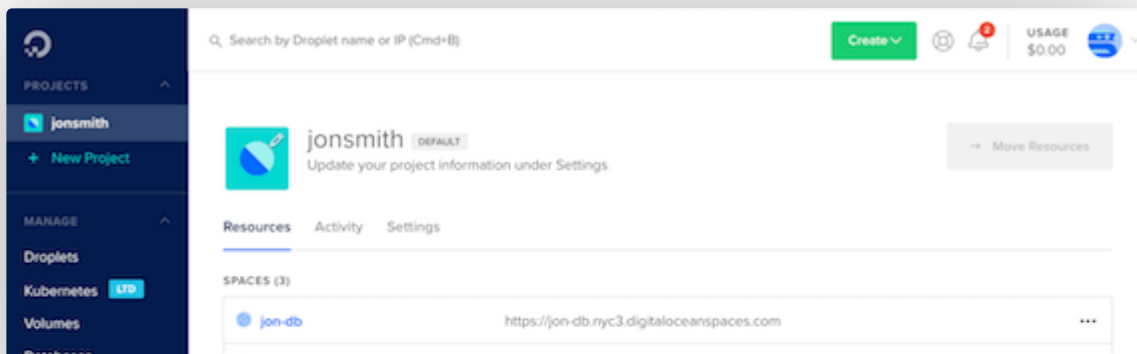 Search by Droplet name or IP (Cmd+B)
Create
2
USAGE
$0.00
PROJECTS
jonsmith
+ New Project
MANAGE
Droplets
Kubernetes LTD
Volumes
Databases
jonsmith DEFAULT
Update your project information under Settings
→ Move Resources
Resources Activity Settings
SPACES (3)
jon-db https://jon-db.nyc3.digitaloceanspaces.com